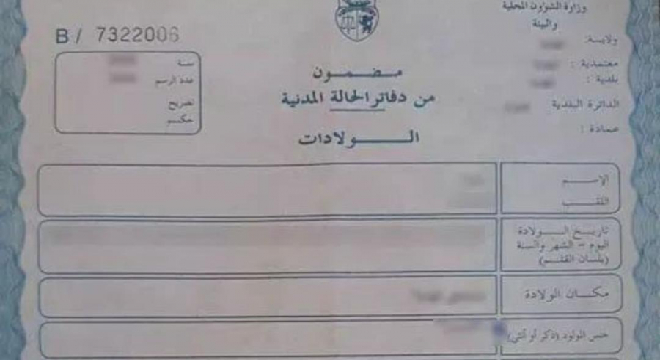 وزارة الشؤون المحلية
والبيئة
ولاية:
معتمدية :
بلدية :
الدائرة البلدية :
عمادة :
B/ 7322006
سنة
عدد الرسم
تصريح
حكم
مضمون
من دفاتر الحالة المدنية
الولادات
الإسم
اللقب
تاريخ الولادة
اليوم - الشهر والسنة
(بلسان القلم)
مكان الولادة
جنس المولود (ذكر أو أنثى)